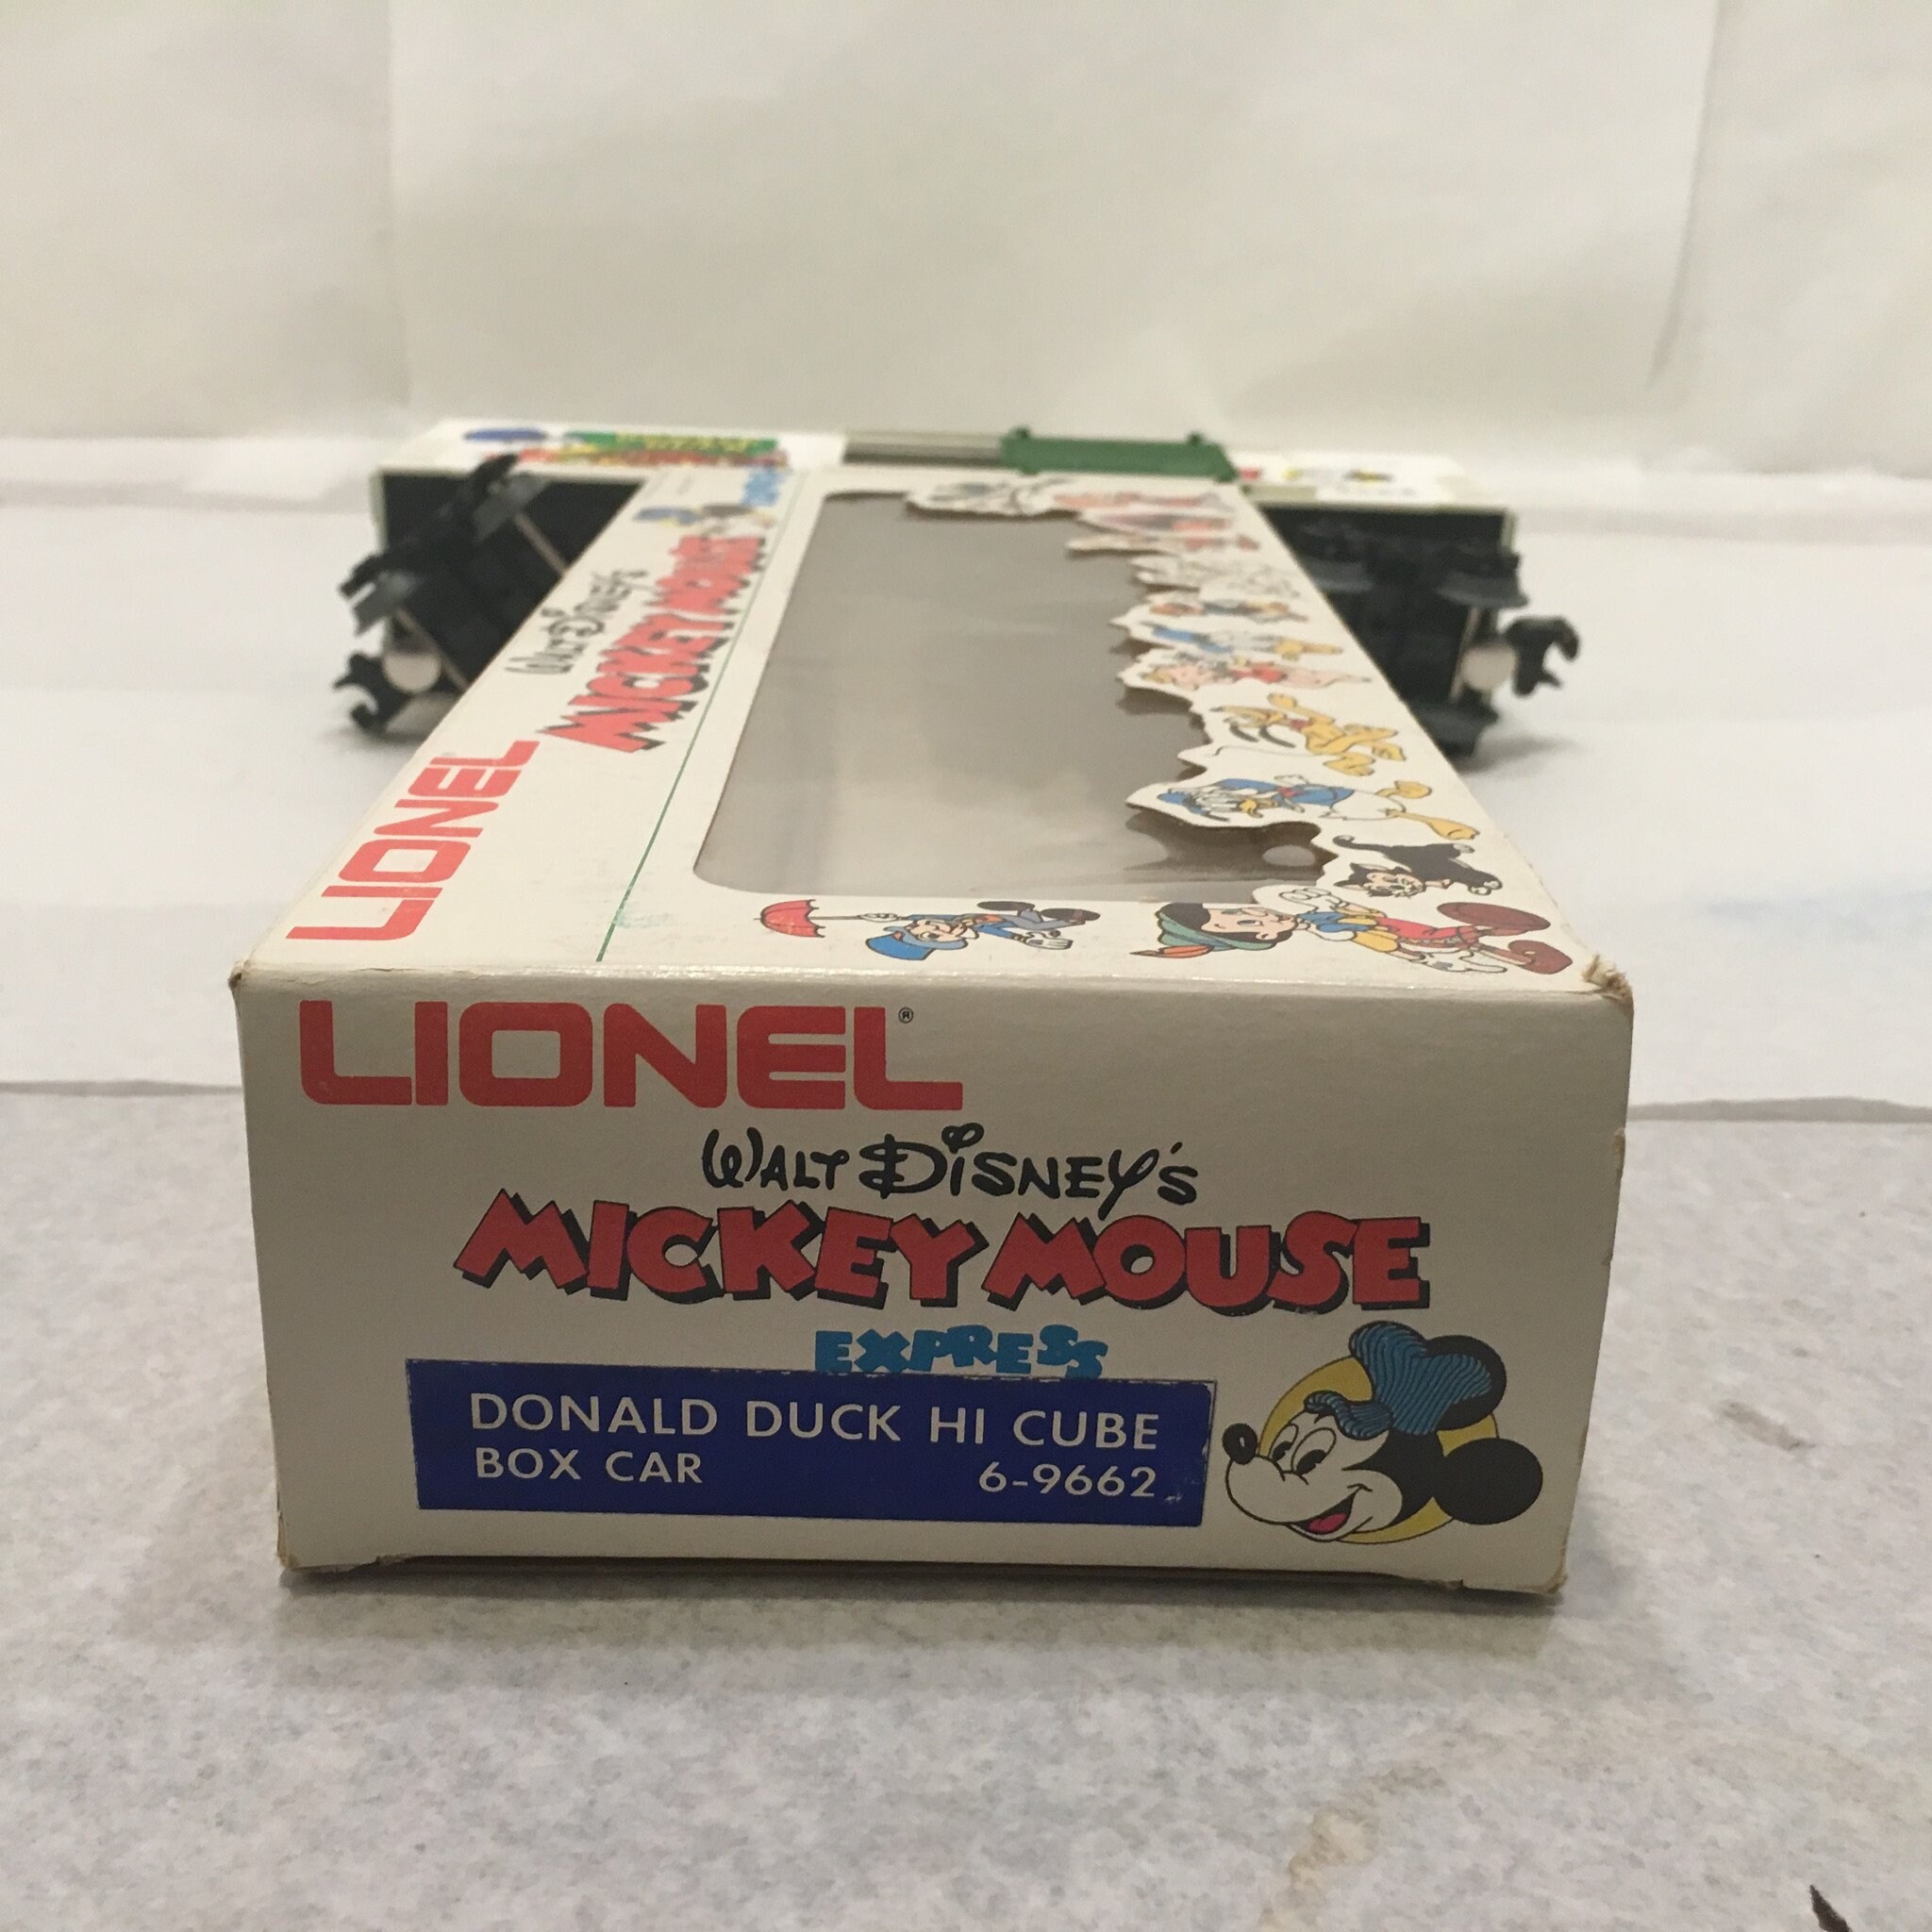 LIONEL
WALT DISNEY'S
MICKEY MOUSE
LIONEL®
WALT DISNEY'S
MICKEY MOUSE
EXPRESS
DONALD DUCK HI CUBE
BOX CAR 6-9662